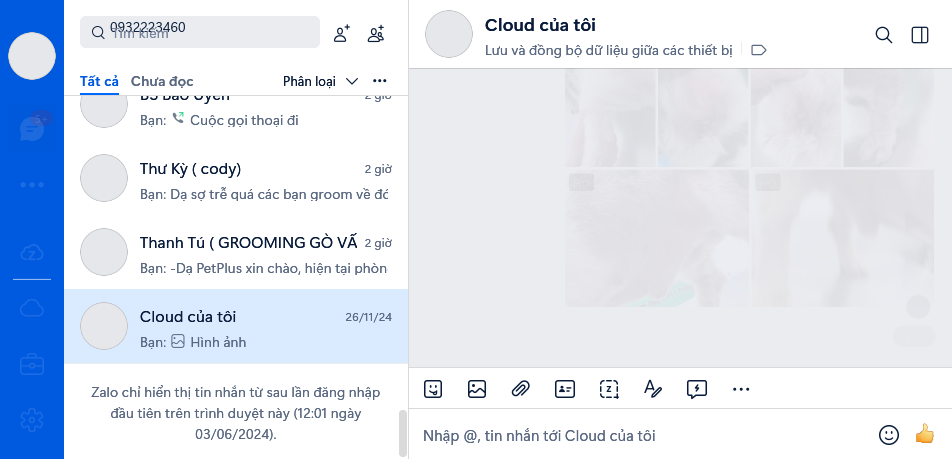 0932223460
Tìm kiếm
Tất cả
Chưa đọc
Phân loại
BS Bảo Uyên
2 giờ
Bạn: Cuộc gọi thoại đi
Thư Kỳ ( cody)
2 giờ
Bạn: Dạ sợ trễ quá các bạn groom về đó
Thanh Tú ( GROOMING GÒ VẤ
2 giờ
Bạn: -Dạ PetPlus xin chào, hiện tại phòn
Cloud của tôi
26/11/24
Bạn: Hình ảnh
Zalo chỉ hiển thị tin nhắn từ sau lần đăng nhập
đầu tiên trên trình duyệt này (12:01 ngày
03/06/2024).
Cloud của tôi
Lưu và đồng bộ dữ liệu giữa các thiết bị
Nhập @, tin nhắn tới Cloud của tôi